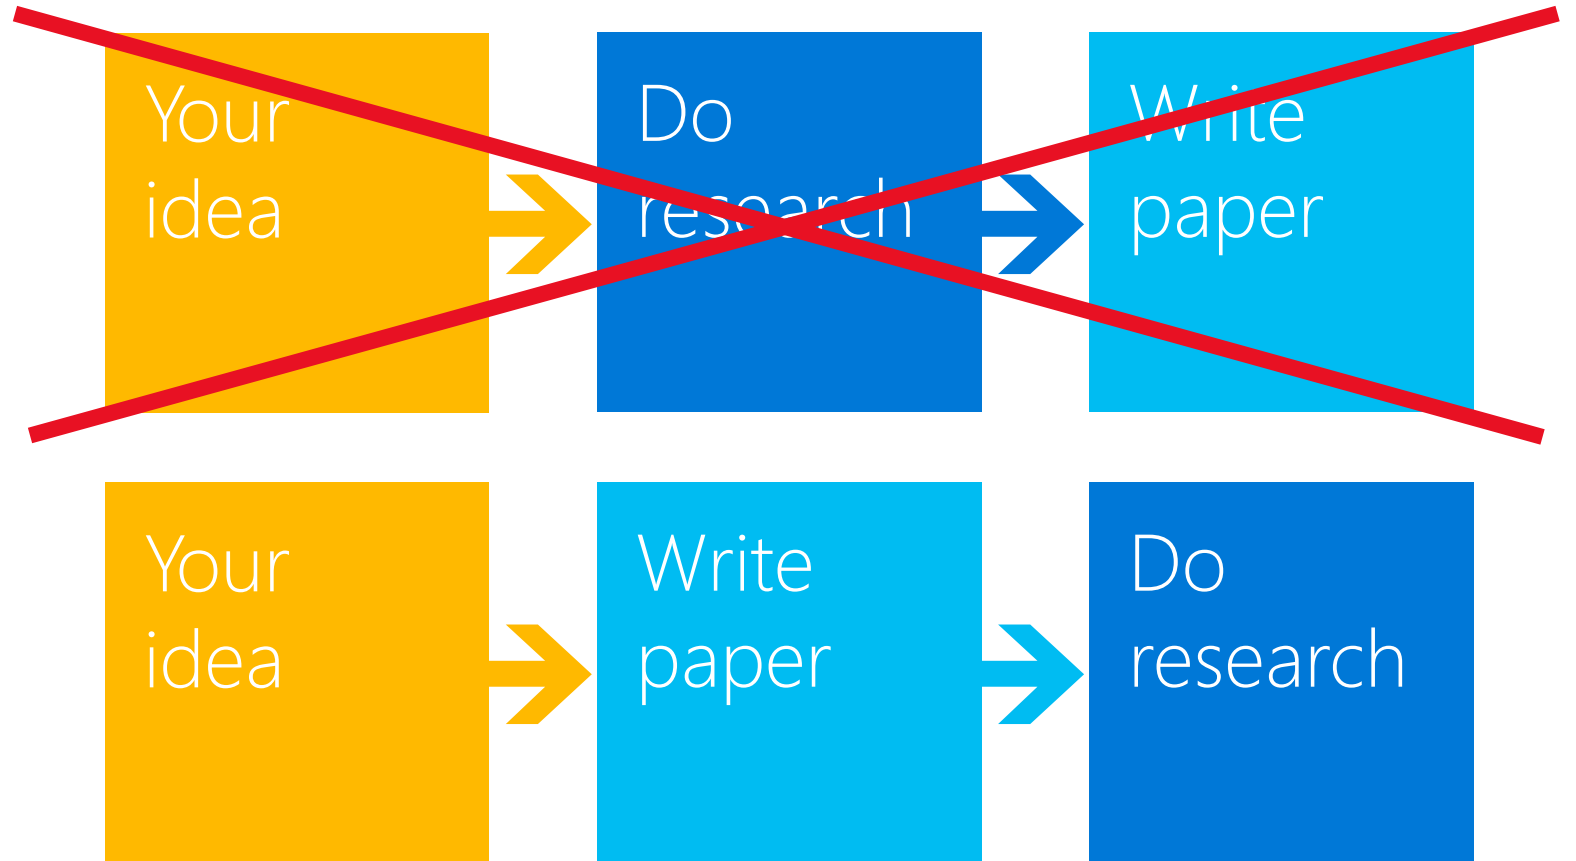 Your
idea
Do
research
Write
paper
Your
idea
Write
paper
Do
research